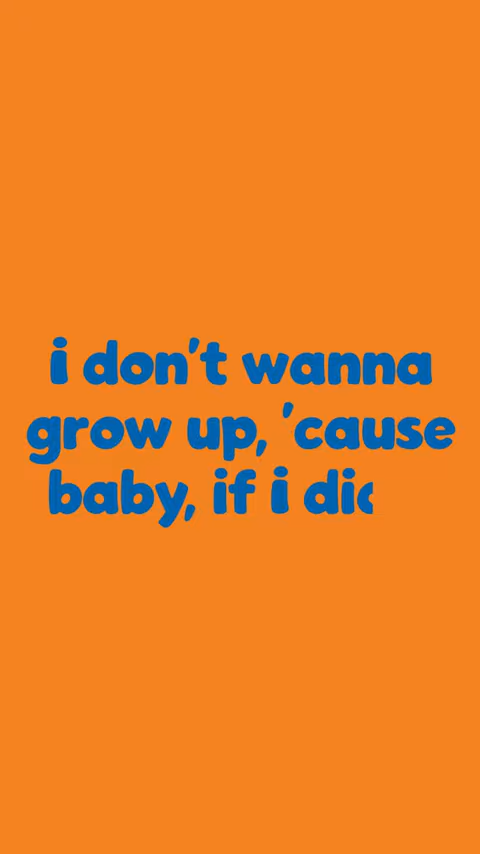 i don't wanna
grow up, 'cause
baby, if i